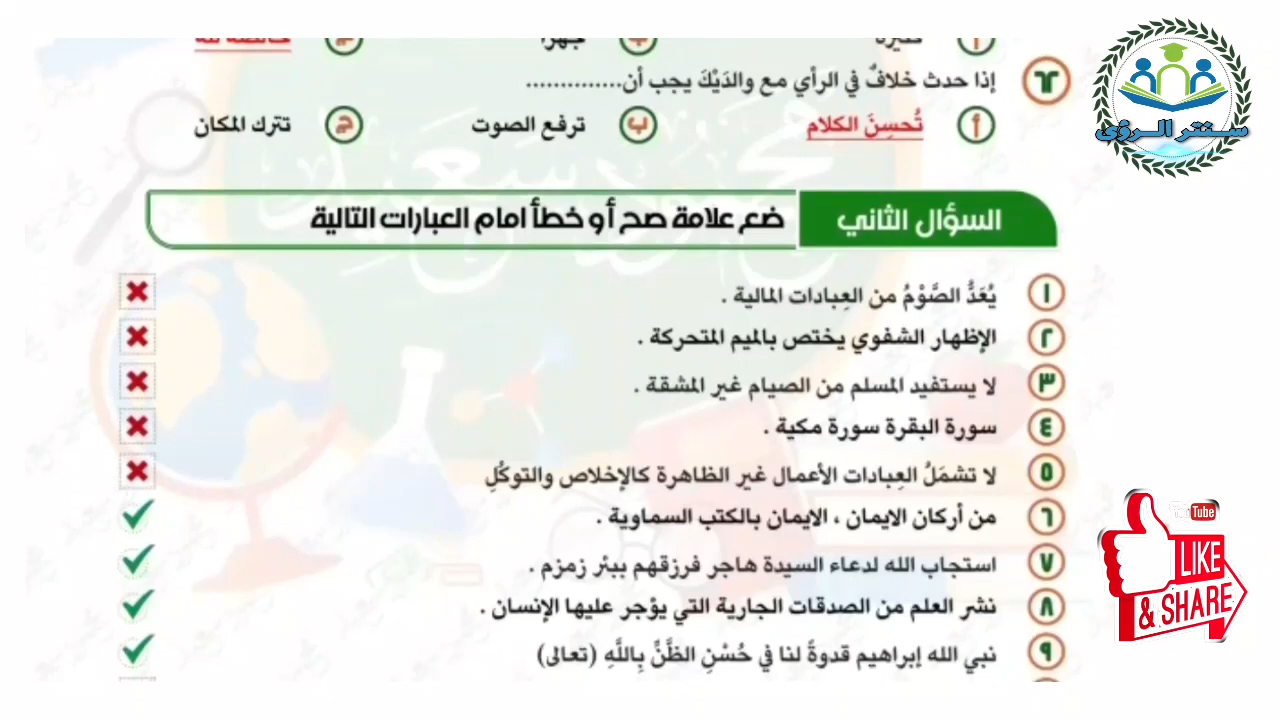 إذا حدث خلافٌ في الرأي مع والدَيْكَ يجب أن..............
٦
أ تُحسِنَ الكلام ب ترفع الصوت ج تترك المكان
السؤال الثاني ضع علامة صح أو خطأ امام العبارات التالية
١ يُعَدُّ الصَّوْمُ من العِبادات المالية .
٢ الإظهار الشفوي يختص بالميم المتحركة .
٣ لا يستفيد المسلم من الصيام غير المشقة .
٤ سورة البقرة سورة مكية .
٥ لا تشمَلُ العِبادات الأعمال غير الظاهرة كالإخلاص والتوكُلِ
٦ من أركان الايمان ، الايمان بالكتب السماوية .
٧ استجاب الله لدعاء السيدة هاجر فرزقهم ببئر زمزم .
٨ نشر العلم من الصدقات الجارية التي يؤجر عليها الإنسان .
٩ نبي الله إبراهيم قدوةً لنا في حُسْنِ الظَّنِّ بِاللَّهِ (تعالى)
سنتر الرؤى
YouTube
LIKE
& SHARE
محمود سعيد